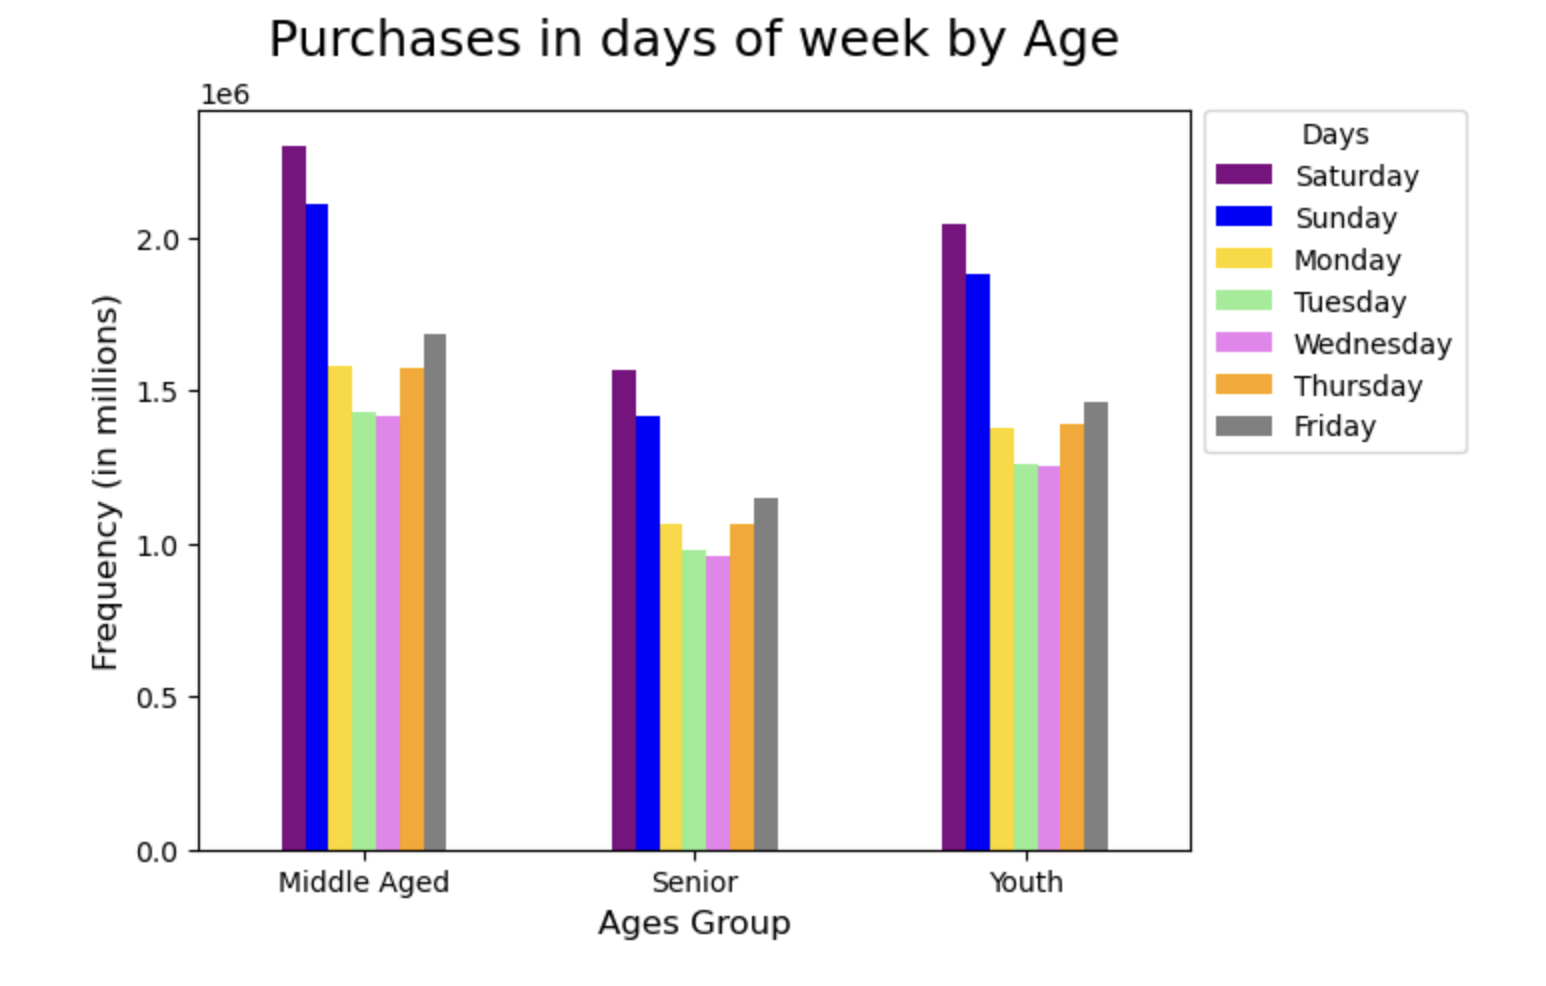 Purchases in days of week by Age
1e6
Days
Saturday
Sunday
Monday
Tuesday
Wednesday
Thursday
Friday
Frequency (in millions)
2.0
1.5
1.0
0.5
0.0
Middle Aged Senior Youth
Ages Group